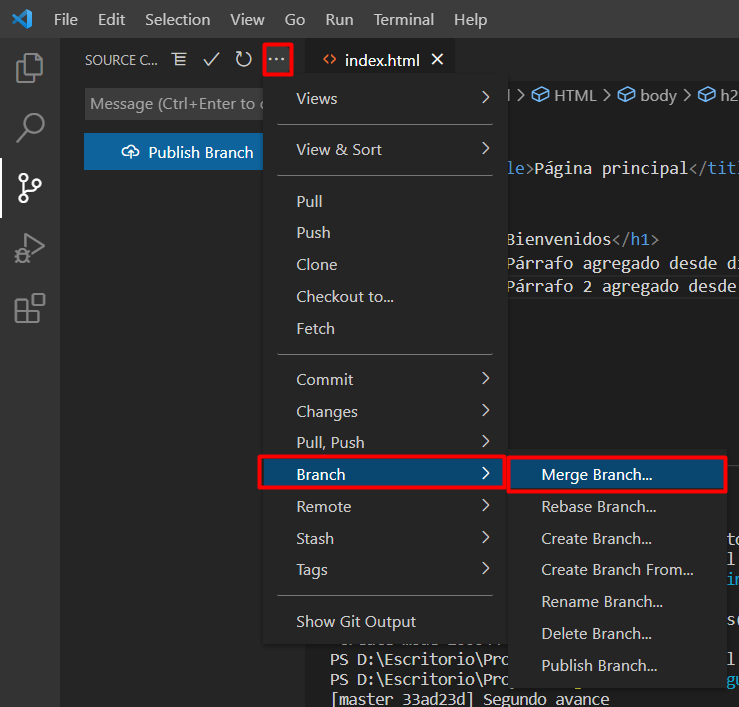 File Edit Selection View Go Run Terminal Help
SOURCE C... ··· <> index.html ×
Message (Ctrl+Enter to
HTML > body > h2
Publish Branch
Views
View & Sort
le>Página principal</tit
Pull
Push
Bienvenidos</h1>
Clone
Párrafo agregado desde
Checkout to...
Párrafo 2 agregado desde
Fetch
Commit
Changes
Pull, Push
Branch
Merge Branch...
Remote
Rebase Branch...
Stash
Create Branch...
Tags
Create Branch From...
Rename Branch...
Show Git Output
Delete Branch...
PS D:\Escritorio\Pro
Publish Branch...
PS D:\Escritorio\Pro
[master 33ad23d] Segundo avance